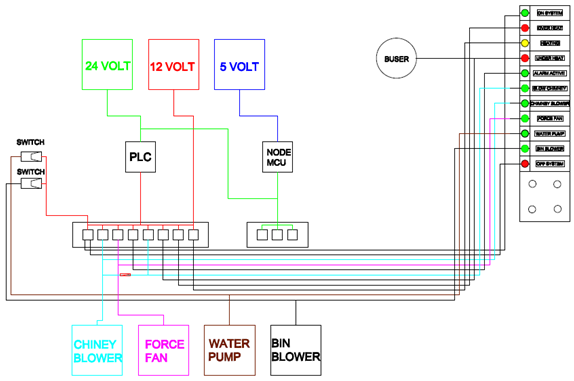 ON SYSTEM
OVER HEAT
HEATING
UNDER HEAT
ALARM ACTIVE
SLOW CHIMNEY
CHIMNEY BLOWER
FORCE FAN
WATER PUMP
BIN BLOWER
OFF SYSTEM
24 VOLT
12 VOLT
5 VOLT
BUSER
SWITCH
SWITCH
PLC
NODE
MCU
CHINEY
BLOWER
FORCE
FAN
WATER
PUMP
BIN
BLOWER